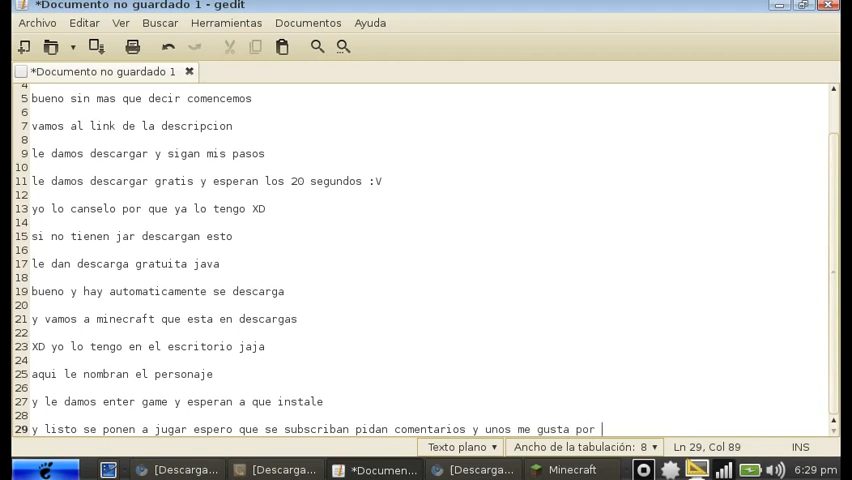 *Documento no guardado 1 - gedit
Archivo Editar Ver Buscar Herramientas Documentos Ayuda
*Documento no guardado 1
4
5 bueno sin mas que decir comencemos
6
7 vamos al link de la descripcion
8
9 le damos descargar y sigan mis pasos
10
11 le damos descargar gratis y esperan los 20 segundos :V
12
13 yo lo canselo por que ya lo tengo XD
14
15 si no tienen jar descargan esto
16
17 le dan descarga gratuita java
18
19 bueno y hay automaticamente se descarga
20
21 y vamos a minecraft que esta en descargas
22
23 XD yo lo tengo en el escritorio jaja
24
25 aqui le nombran el personaje
26
27 y le damos enter game y esperan a que instale
28
29 y listo se ponen a jugar espero que se subscriban pidan comentarios y unos me gusta por
Texto plano Ancho de la tabulación: 8 Ln 29, Col 89 INS
[Descarga... [Descarga... *Documen... [Descarga... Minecraft 6:29 pm